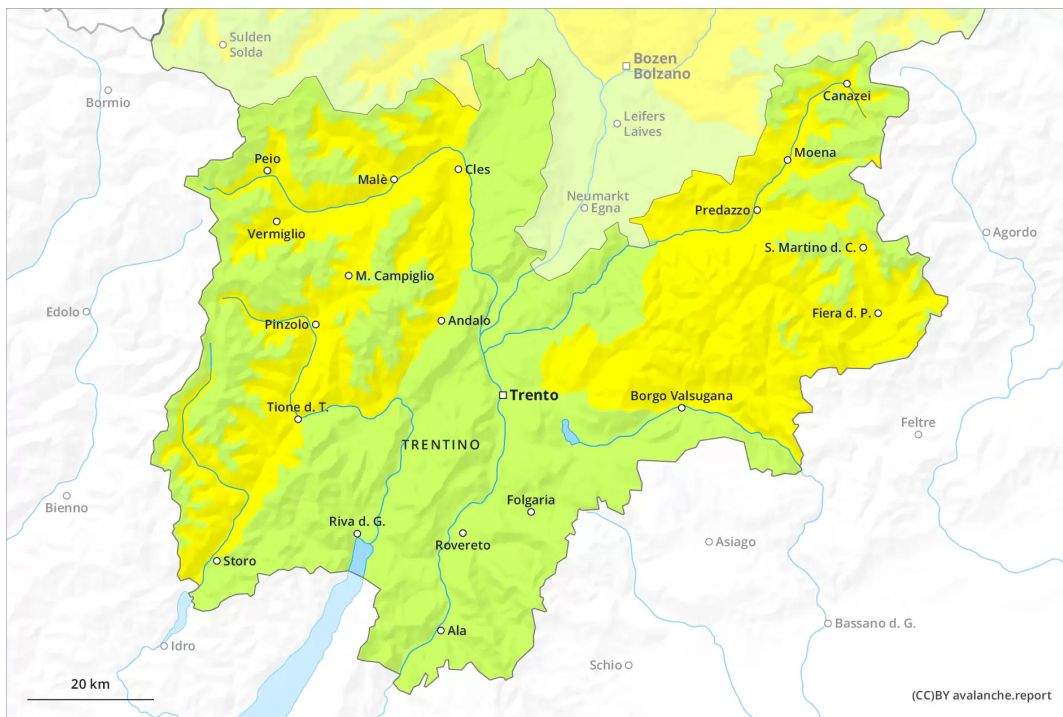 Sulden
Solda
Bozen
Bolzano
Bormio
Canazei
Leifers
Laives
Moena
Peio
Malè
Cles
Neumarkt
Egna
Predazzo
Vermiglio
Agordo
S. Martino d. C.
M. Campiglio
Edolo
Pinzolo
Andalo
Fiera d. P.
Trento
Borgo Valsugana
Tione d. T.
Feltre
TRENTINO
Bienno
Folgaria
Riva d. G.
Rovereto
Asiago
Storo
Bassano d. G.
Ala
Idro
Schio
20 km
(CC)BY avalanche.report